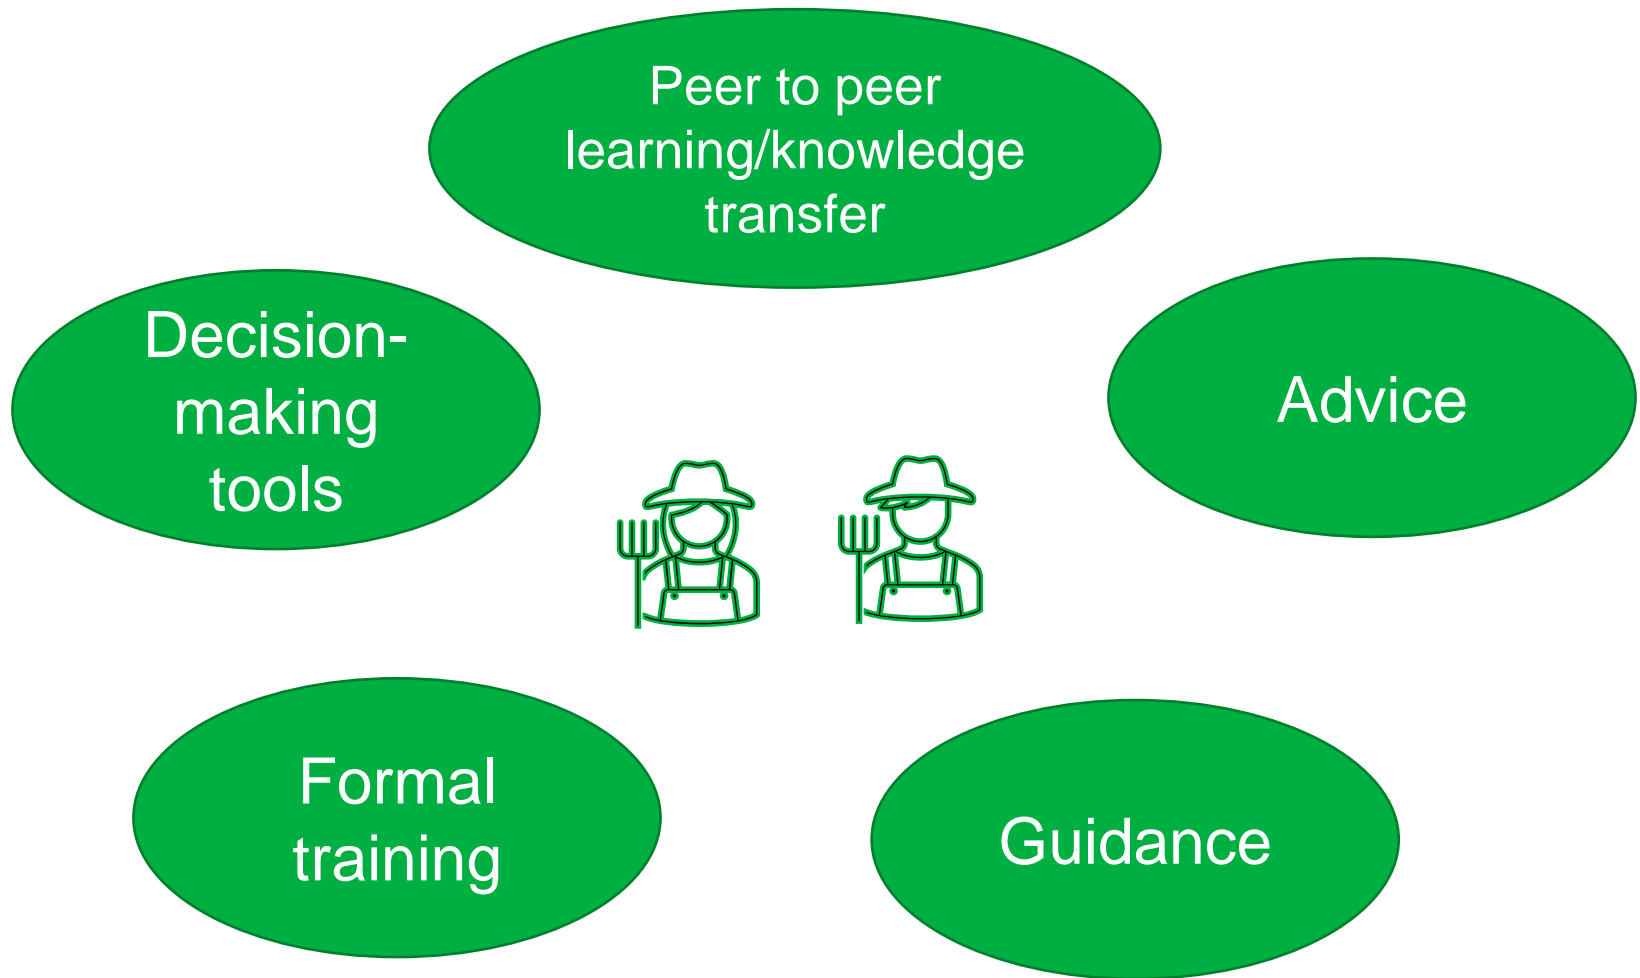 Peer to peer
learning/knowledge
transfer
Decision-
making
tools
Advice
Formal
training
Guidance